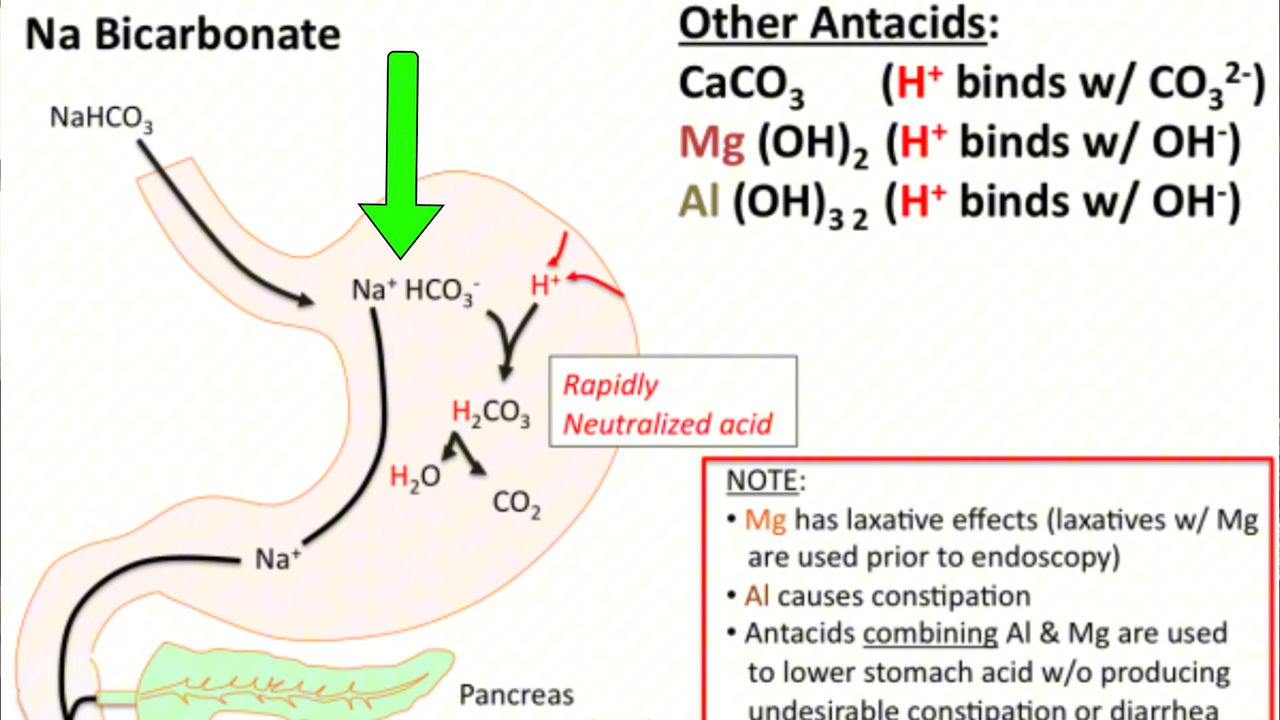 Na Bicarbonate
NaHCO₃
Na⁺ HCO₃⁻
H⁺
Rapidly
Neutralized acid
H₂CO₃
H₂O
CO₂
Na⁺
Pancreas
Other Antacids:
CaCO₃ (H⁺ binds w/ CO₃²⁻)
Mg (OH)₂ (H⁺ binds w/ OH⁻)
Al (OH)₃ ₂ (H⁺ binds w/ OH⁻)
NOTE:
• Mg has laxative effects (laxatives w/ Mg
are used prior to endoscopy)
• Al causes constipation
• Antacids combining Al & Mg are used
to lower stomach acid w/o producing
undesirable constipation or diarrhea